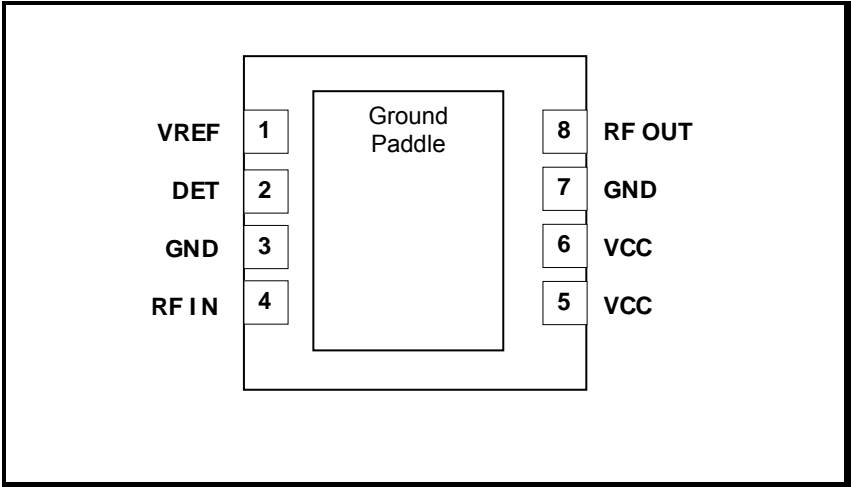 VREF 1
DET 2
GND 3
RF IN 4
Ground
Paddle
8 RF OUT
7 GND
6 VCC
5 VCC